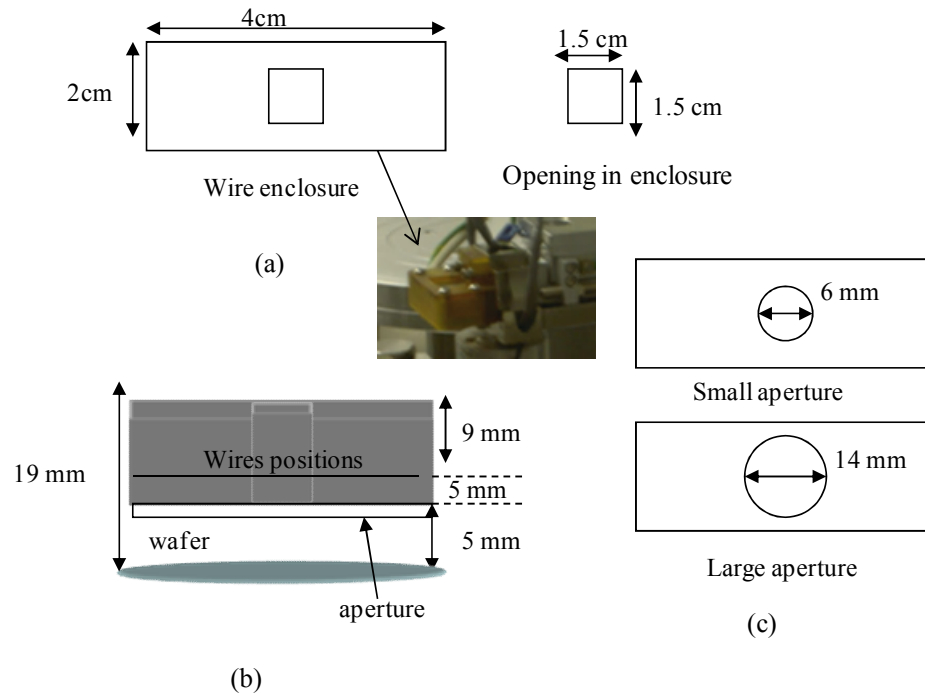 4cm
1.5 cm
2cm
1.5 cm
Wire enclosure
Opening in enclosure
(a)
6 mm
Small aperture
9 mm
19 mm
Wires positions
14 mm
5 mm
wafer
5 mm
Large aperture
aperture
(c)
(b)